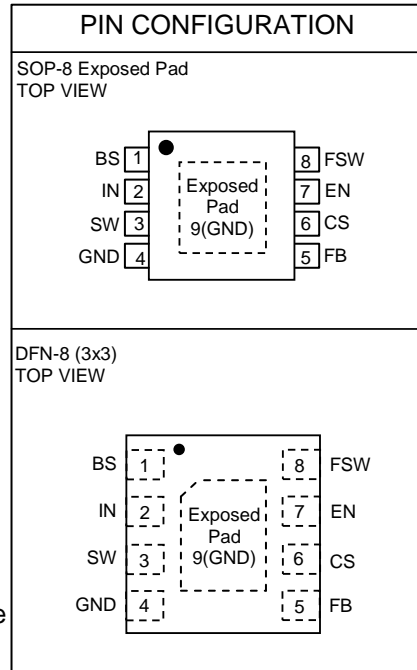 PIN CONFIGURATION
SOP-8 Exposed Pad
TOP VIEW
BS 1 8 FSW
IN 2 Exposed 7 EN
Pad
SW 3 9(GND) 6 CS
GND 4 5 FB
DFN-8 (3x3)
TOP VIEW
BS 1 8 FSW
IN 2 Exposed 7 EN
Pad
SW 3 9(GND) 6 CS
GND 4 5 FB
e